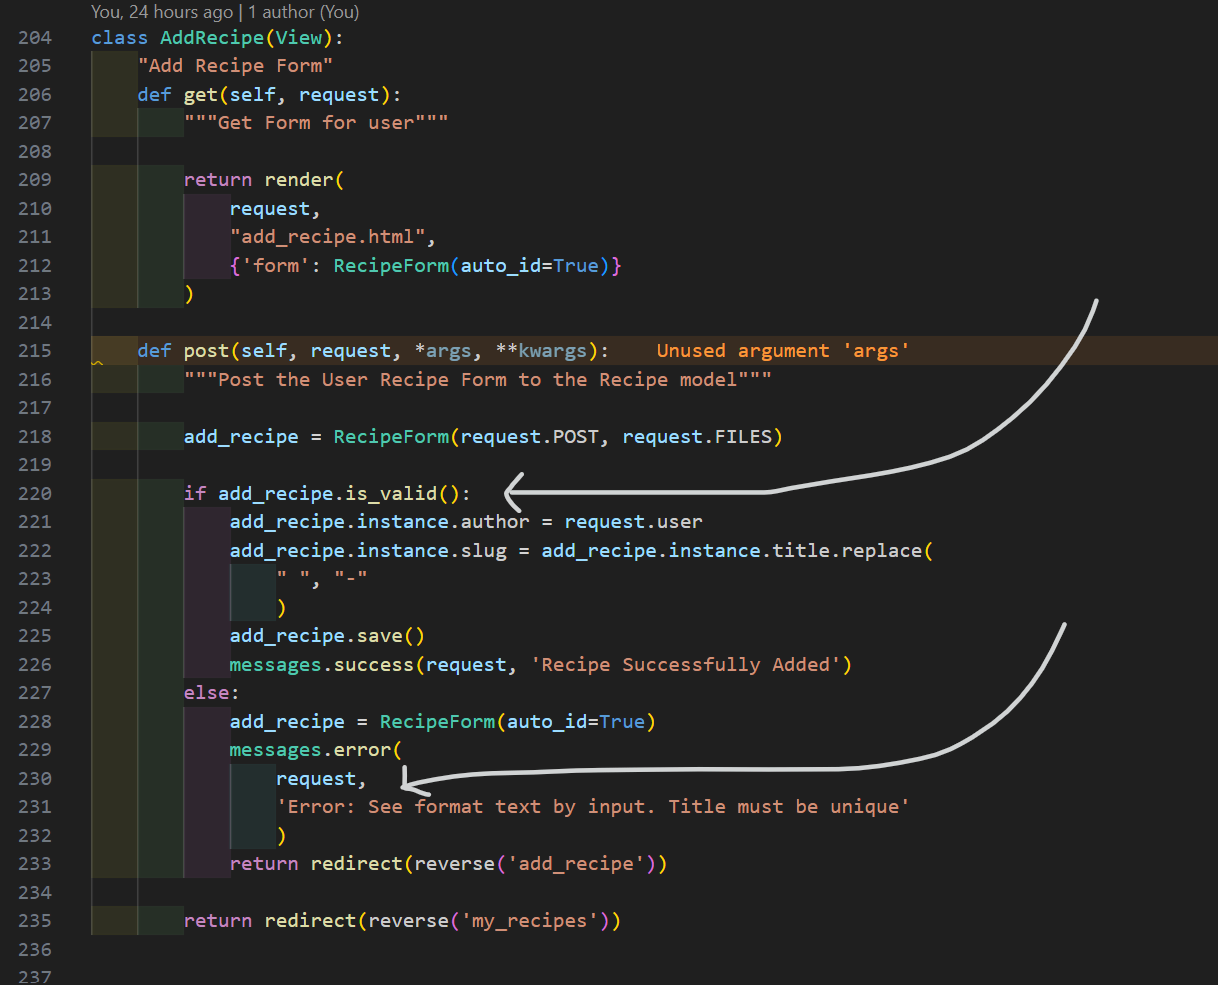 You, 24 hours ago | 1 author (You)
204 class AddRecipe(View):
205     "Add Recipe Form"
206     def get(self, request):
207         """Get Form for user"""
208
209         return render(
210             request,
211             "add_recipe.html",
212             {'form': RecipeForm(auto_id=True)}
213         )
214
215     def post(self, request, *args, **kwargs):    Unused argument 'args'
216         """Post the User Recipe Form to the Recipe model"""
217
218         add_recipe = RecipeForm(request.POST, request.FILES)
219
220         if add_recipe.is_valid():
221             add_recipe.instance.author = request.user
222             add_recipe.instance.slug = add_recipe.instance.title.replace(
223                 " ", "-"
224                 )
225             add_recipe.save()
226             messages.success(request, 'Recipe Successfully Added')
227         else:
228             add_recipe = RecipeForm(auto_id=True)
229             messages.error(
230                 request,
231                 'Error: See format text by input. Title must be unique'
232                 )
233             return redirect(reverse('add_recipe'))
234
235         return redirect(reverse('my_recipes'))
236
237